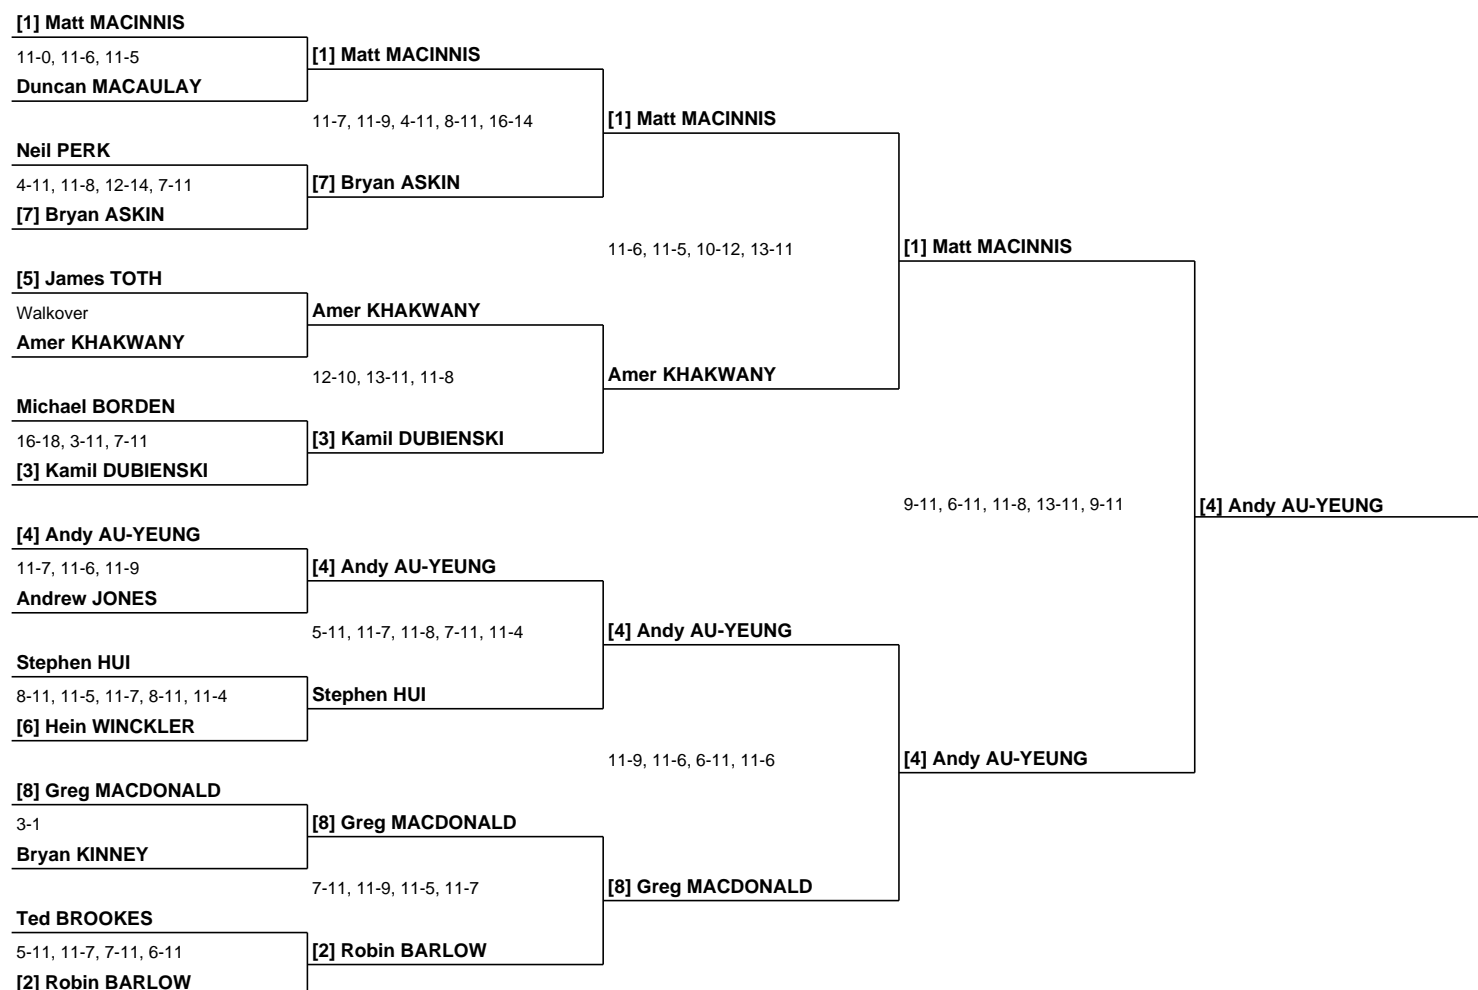 [1] Matt MACINNIS
11-0, 11-6, 11-5
Duncan MACAULAY
Neil PERK
4-11, 11-8, 12-14, 7-11
[7] Bryan ASKIN
[5] James TOTH
Walkover
Amer KHAKWANY
Michael BORDEN
16-18, 3-11, 7-11
[3] Kamil DUBIENSKI
[4] Andy AU-YEUNG
11-7, 11-6, 11-9
Andrew JONES
Stephen HUI
8-11, 11-5, 11-7, 8-11, 11-4
[6] Hein WINCKLER
[8] Greg MACDONALD
3-1
Bryan KINNEY
Ted BROOKES
5-11, 11-7, 7-11, 6-11
[2] Robin BARLOW
[1] Matt MACINNIS
11-7, 11-9, 4-11, 8-11, 16-14
[7] Bryan ASKIN
Amer KHAKWANY
12-10, 13-11, 11-8
[3] Kamil DUBIENSKI
[4] Andy AU-YEUNG
5-11, 11-7, 11-8, 7-11, 11-4
Stephen HUI
[8] Greg MACDONALD
7-11, 11-9, 11-5, 11-7
[2] Robin BARLOW
[1] Matt MACINNIS
11-6, 11-5, 10-12, 13-11
Amer KHAKWANY
[4] Andy AU-YEUNG
11-9, 11-6, 6-11, 11-6
[8] Greg MACDONALD
[1] Matt MACINNIS
9-11, 6-11, 11-8, 13-11, 9-11
[4] Andy AU-YEUNG
[4] Andy AU-YEUNG